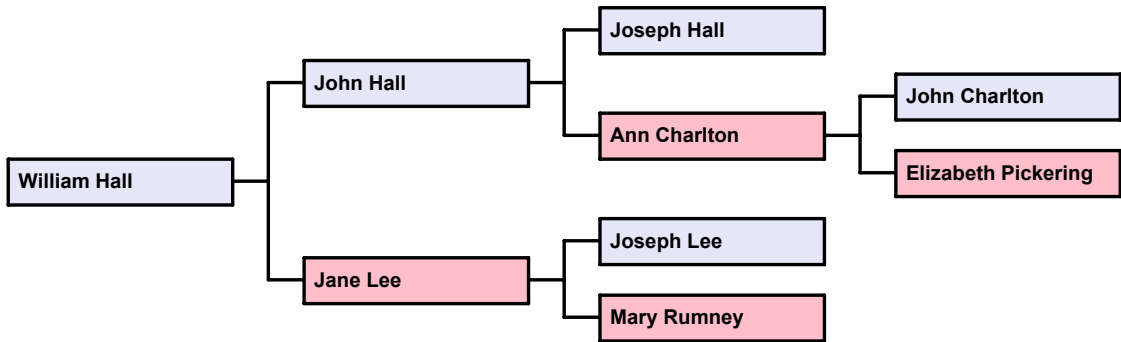 Joseph Hall
John Hall
John Charlton
Ann Charlton
Elizabeth Pickering
William Hall
Joseph Lee
Jane Lee
Mary Rumney